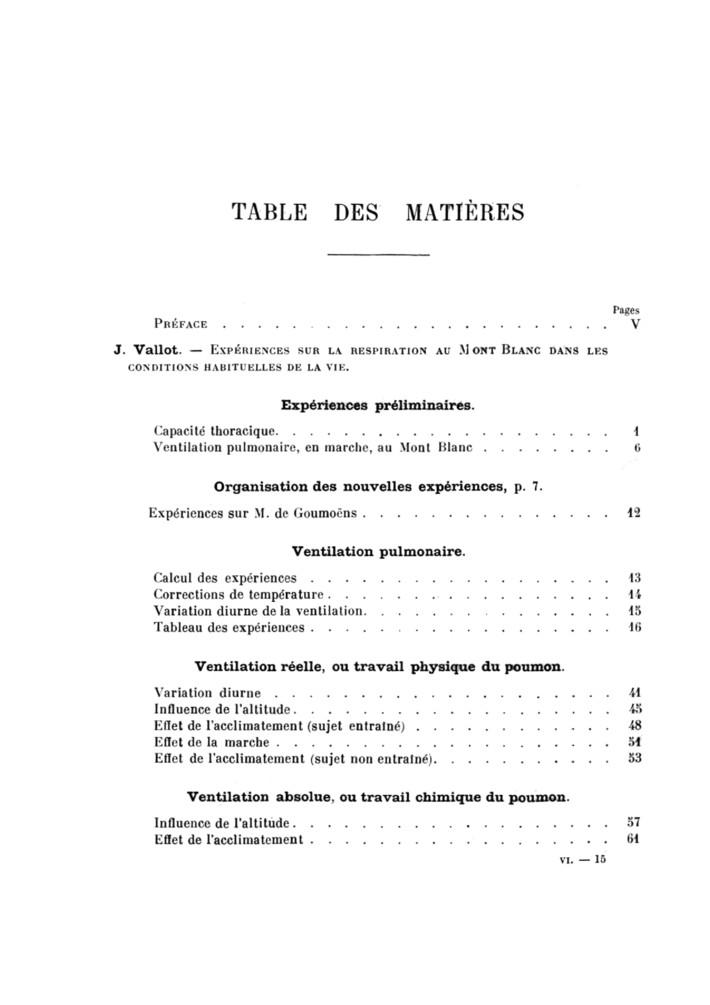 TABLE DES MATIÈRES
Pages
PRÉFACE . . . . . . . . . . . . . . . . . . . . . . . V
J. Vallot. — EXPÉRIENCES SUR LA RESPIRATION AU MONT BLANC DANS LES
CONDITIONS HABITUELLES DE LA VIE.
Expériences préliminaires.
Capacité thoracique. . . . . . . . . . . . . . . . . . . . 1
Ventilation pulmonaire, en marche, au Mont Blanc . . . . . . . . 6
Organisation des nouvelles expériences, p. 7.
Expériences sur M. de Goumoëns . . . . . . . . . . . . . . . 12
Ventilation pulmonaire.
Calcul des expériences . . . . . . . . . . . . . . . . . . 13
Corrections de température . . . . . . . . . . . . . . . . . 14
Variation diurne de la ventilation. . . . . . . . . . . . . . . 15
Tableau des expériences . . . . . . . . . . . . . . . . . . 16
Ventilation réelle, ou travail physique du poumon.
Variation diurne . . . . . . . . . . . . . . . . . . . . 41
Influence de l'altitude . . . . . . . . . . . . . . . . . . . 45
Effet de l'acclimatement (sujet entraîné) . . . . . . . . . . . . 48
Effet de la marche . . . . . . . . . . . . . . . . . . . . 51
Effet de l'acclimatement (sujet non entraîné). . . . . . . . . . . 53
Ventilation absolue, ou travail chimique du poumon.
Influence de l'altitude . . . . . . . . . . . . . . . . . . . 57
Effet de l'acclimatement . . . . . . . . . . . . . . . . . . 61
VI. — 15